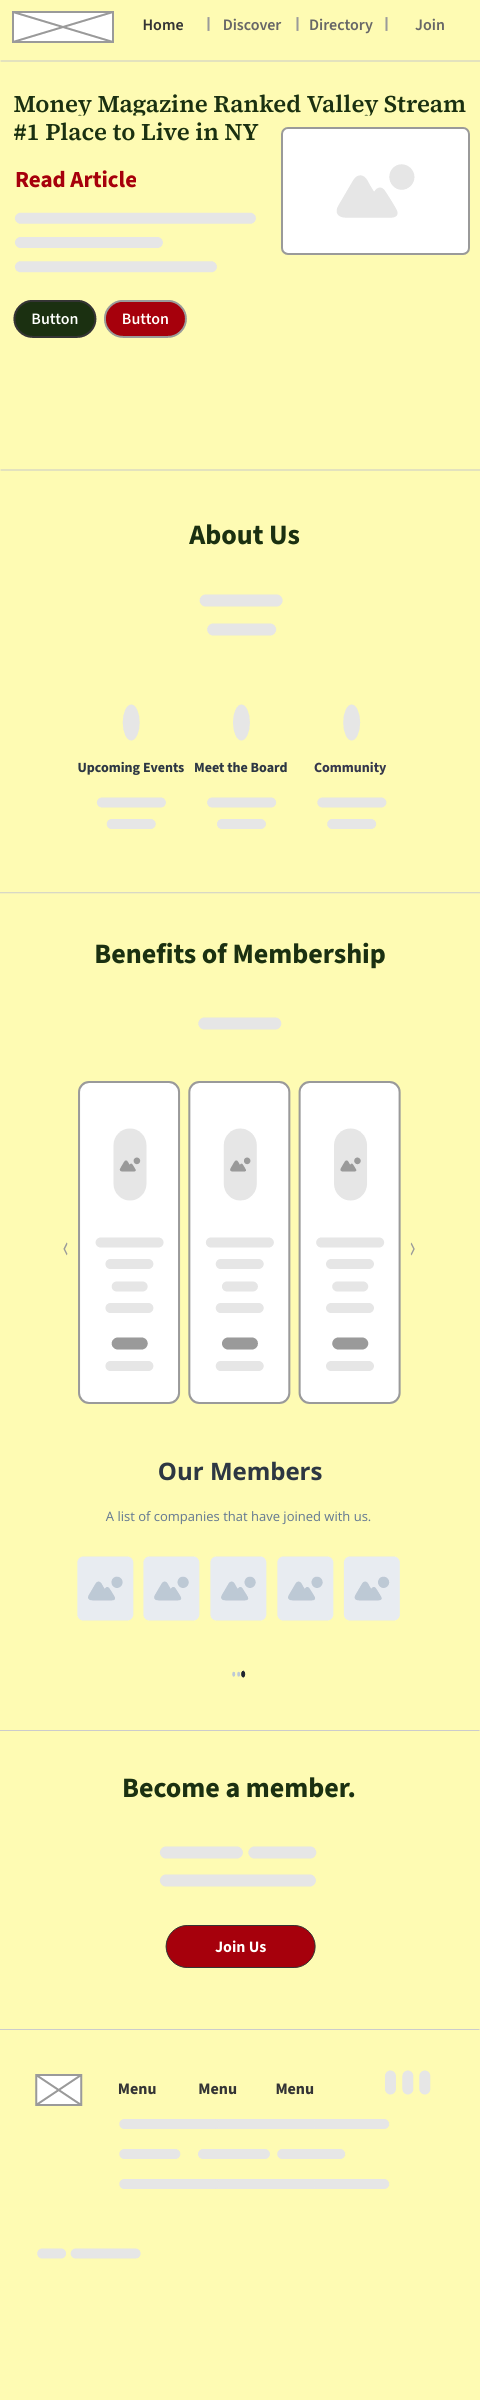 Home | Discover | Directory | Join
Money Magazine Ranked Valley Stream
#1 Place to Live in NY
Read Article
Button Button
About Us
Upcoming Events Meet the Board Community
Benefits of Membership
Our Members
A list of companies that have joined with us.
Become a member.
Join Us
Menu Menu Menu